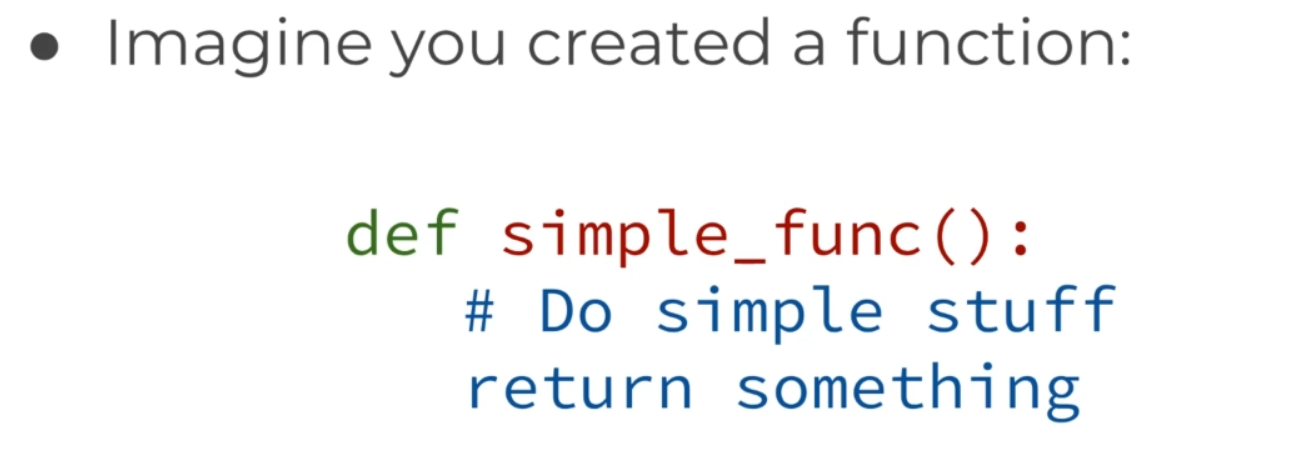 ● Imagine you created a function:
def simple_func():
# Do simple stuff
return something